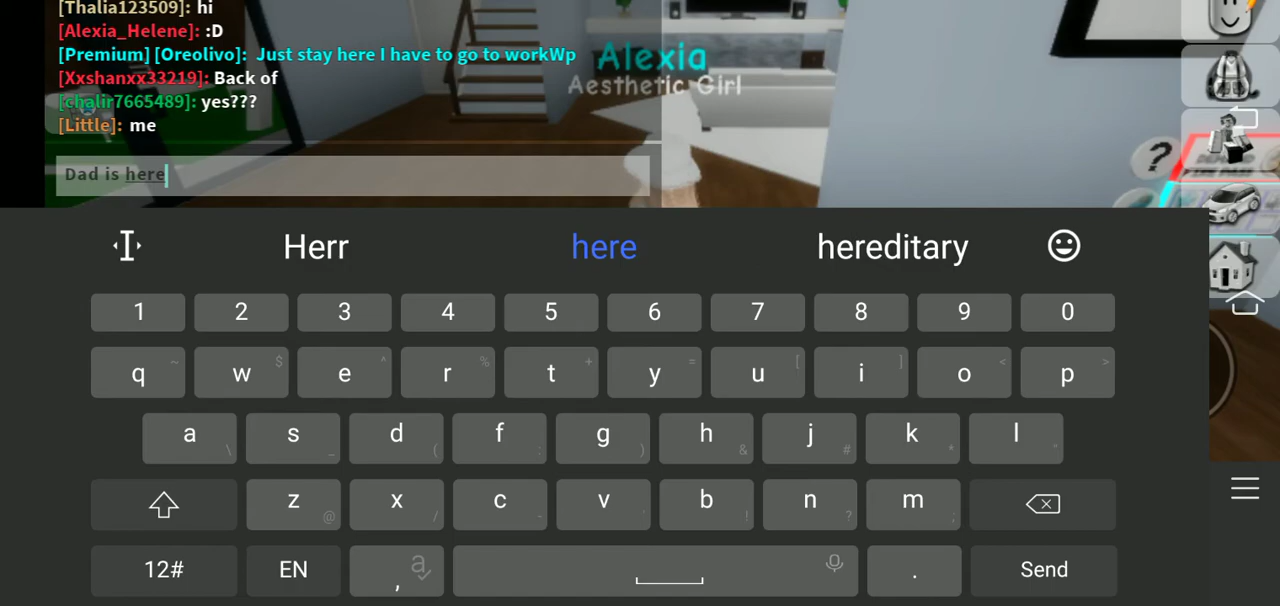 [Thalia123509]: hi
[Alexia_Helene]: :D
[Premium] [Oreolivo]: Just stay here I have to go to workWp
[Xxshanxx33219]: Back of
[chalir7665489]: yes???
[Little]: me
Alexia
Aesthetic Girl
Dad is here
?
Herr here hereditary
1 2 3 4 5 6 7 8 9 0
q ~ w $ e ^ r % t + y = u [ i ] o < p >
a \ s _ d ( f : g ) h & j # k * l "
z @ x / c - v ' b ! n ? m ;
12# EN , a . Send